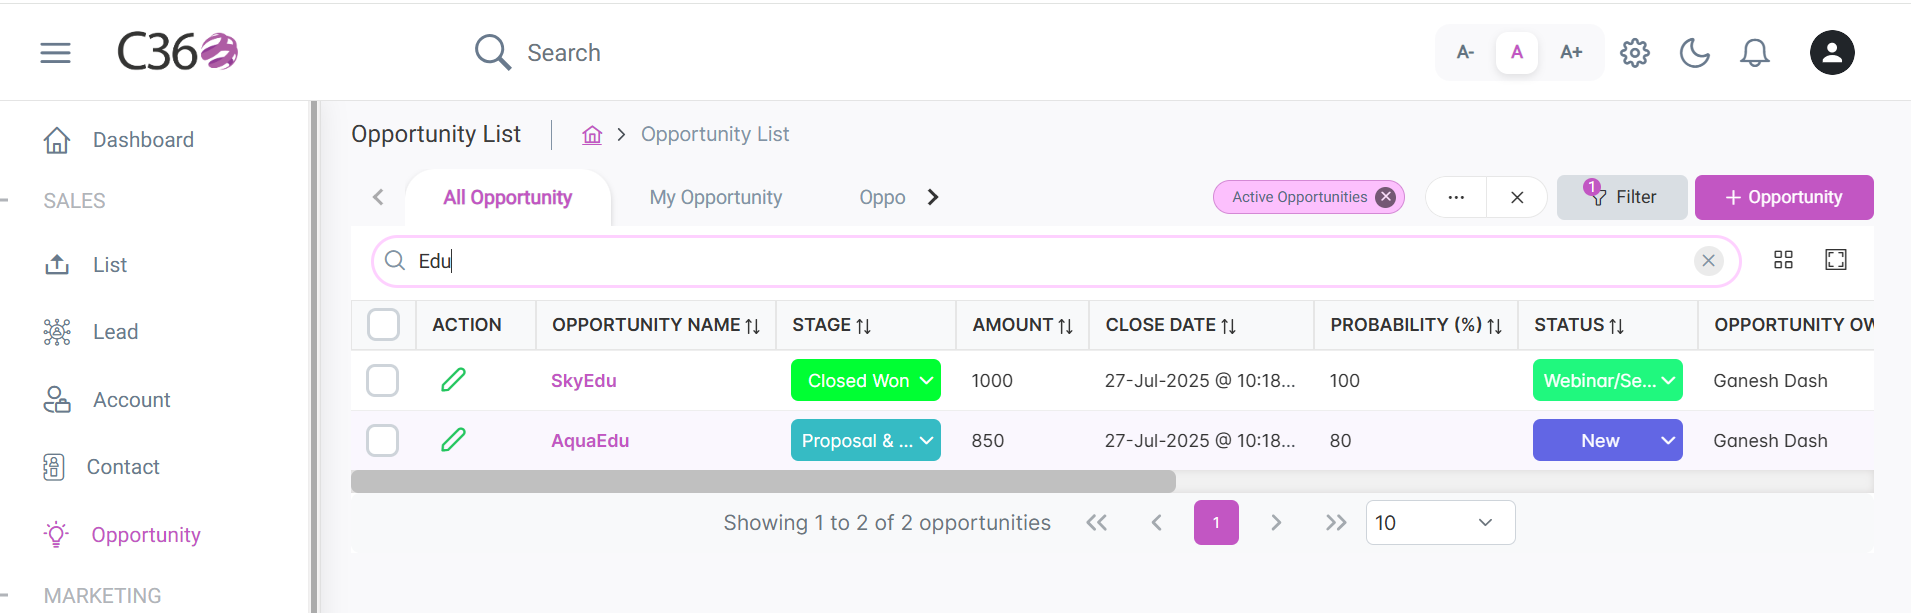 C360
Search
A-
A
A+
Dashboard
SALES
List
Lead
Account
Contact
Opportunity
MARKETING
Opportunity List
Opportunity List
All Opportunity
My Opportunity
Oppo
Active Opportunities
...
1
Filter
+ Opportunity
Edu
ACTION OPPORTUNITY NAME STAGE AMOUNT CLOSE DATE PROBABILITY (%) STATUS OPPORTUNITY OW
SkyEdu Closed Won 1000 27-Jul-2025 @ 10:18... 100 Webinar/Se... Ganesh Dash
AquaEdu Proposal & ... 850 27-Jul-2025 @ 10:18... 80 New Ganesh Dash
Showing 1 to 2 of 2 opportunities
1
10